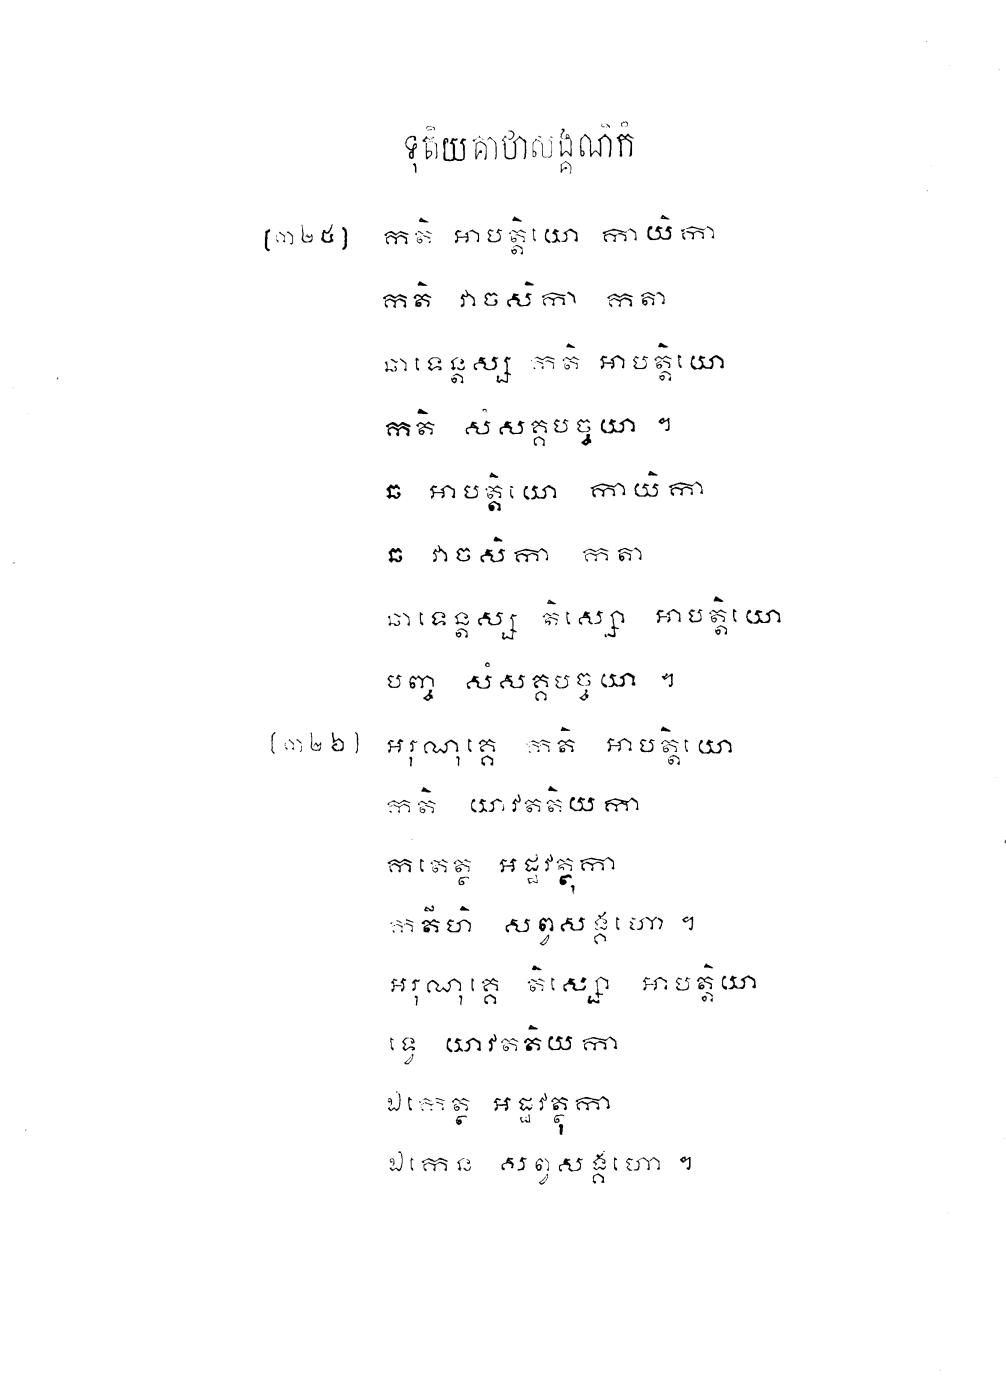 ទុតិយគាថាសង្គណិកំ
[៣២៥] កតិ អាបត្តិយោ កាយិកា
កតិ វាចសិកា កតា
ឆាទេន្តស្ស កតិ អាបត្តិយោ
កតិ សំសគ្គបច្ចយា ។
ឆ អាបត្តិយោ កាយិកា
ឆ វាចសិកា កតា
ឆាទេន្តស្ស តិស្សោ អាបត្តិយោ
បញ្ច សំសគ្គបច្ចយា ។
[៣២៦] អរុណុគ្គេ កតិ អាបត្តិយោ
កតិ យាវតតិយកា
កតេត្ថ អដ្ឋវត្ថុកា
កតីហិ សព្វសង្គហោ ។
អរុណុគ្គេ តិស្សោ អាបត្តិយោ
ទ្វេ យាវតតិយកា
ឯកេត្ថ អដ្ឋវត្ថុកា
ឯកេន សព្វសង្គហោ ។